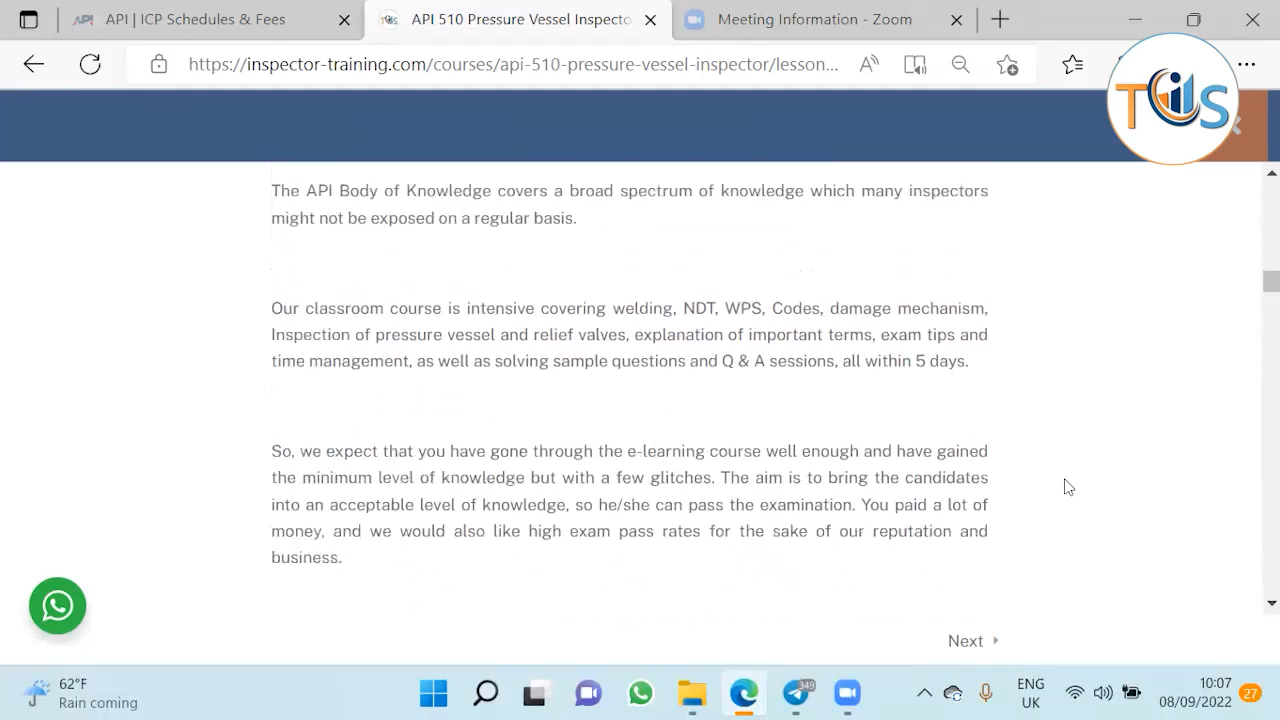 API | ICP Schedules & Fees
API 510 Pressure Vessel Inspecto
Meeting Information - Zoom
https://inspector-training.com/courses/api-510-pressure-vessel-inspector/lesson...
TUS
The API Body of Knowledge covers a broad spectrum of knowledge which many inspectors
might not be exposed on a regular basis.
Our classroom course is intensive covering welding, NDT, WPS, Codes, damage mechanism,
Inspection of pressure vessel and relief valves, explanation of important terms, exam tips and
time management, as well as solving sample questions and Q & A sessions, all within 5 days.
So, we expect that you have gone through the e-learning course well enough and have gained
the minimum level of knowledge but with a few glitches. The aim is to bring the candidates
into an acceptable level of knowledge, so he/she can pass the examination. You paid a lot of
money, and we would also like high exam pass rates for the sake of our reputation and
business.
Next
62°F
Rain coming
349
ENG
UK
10:07
08/09/2022
27